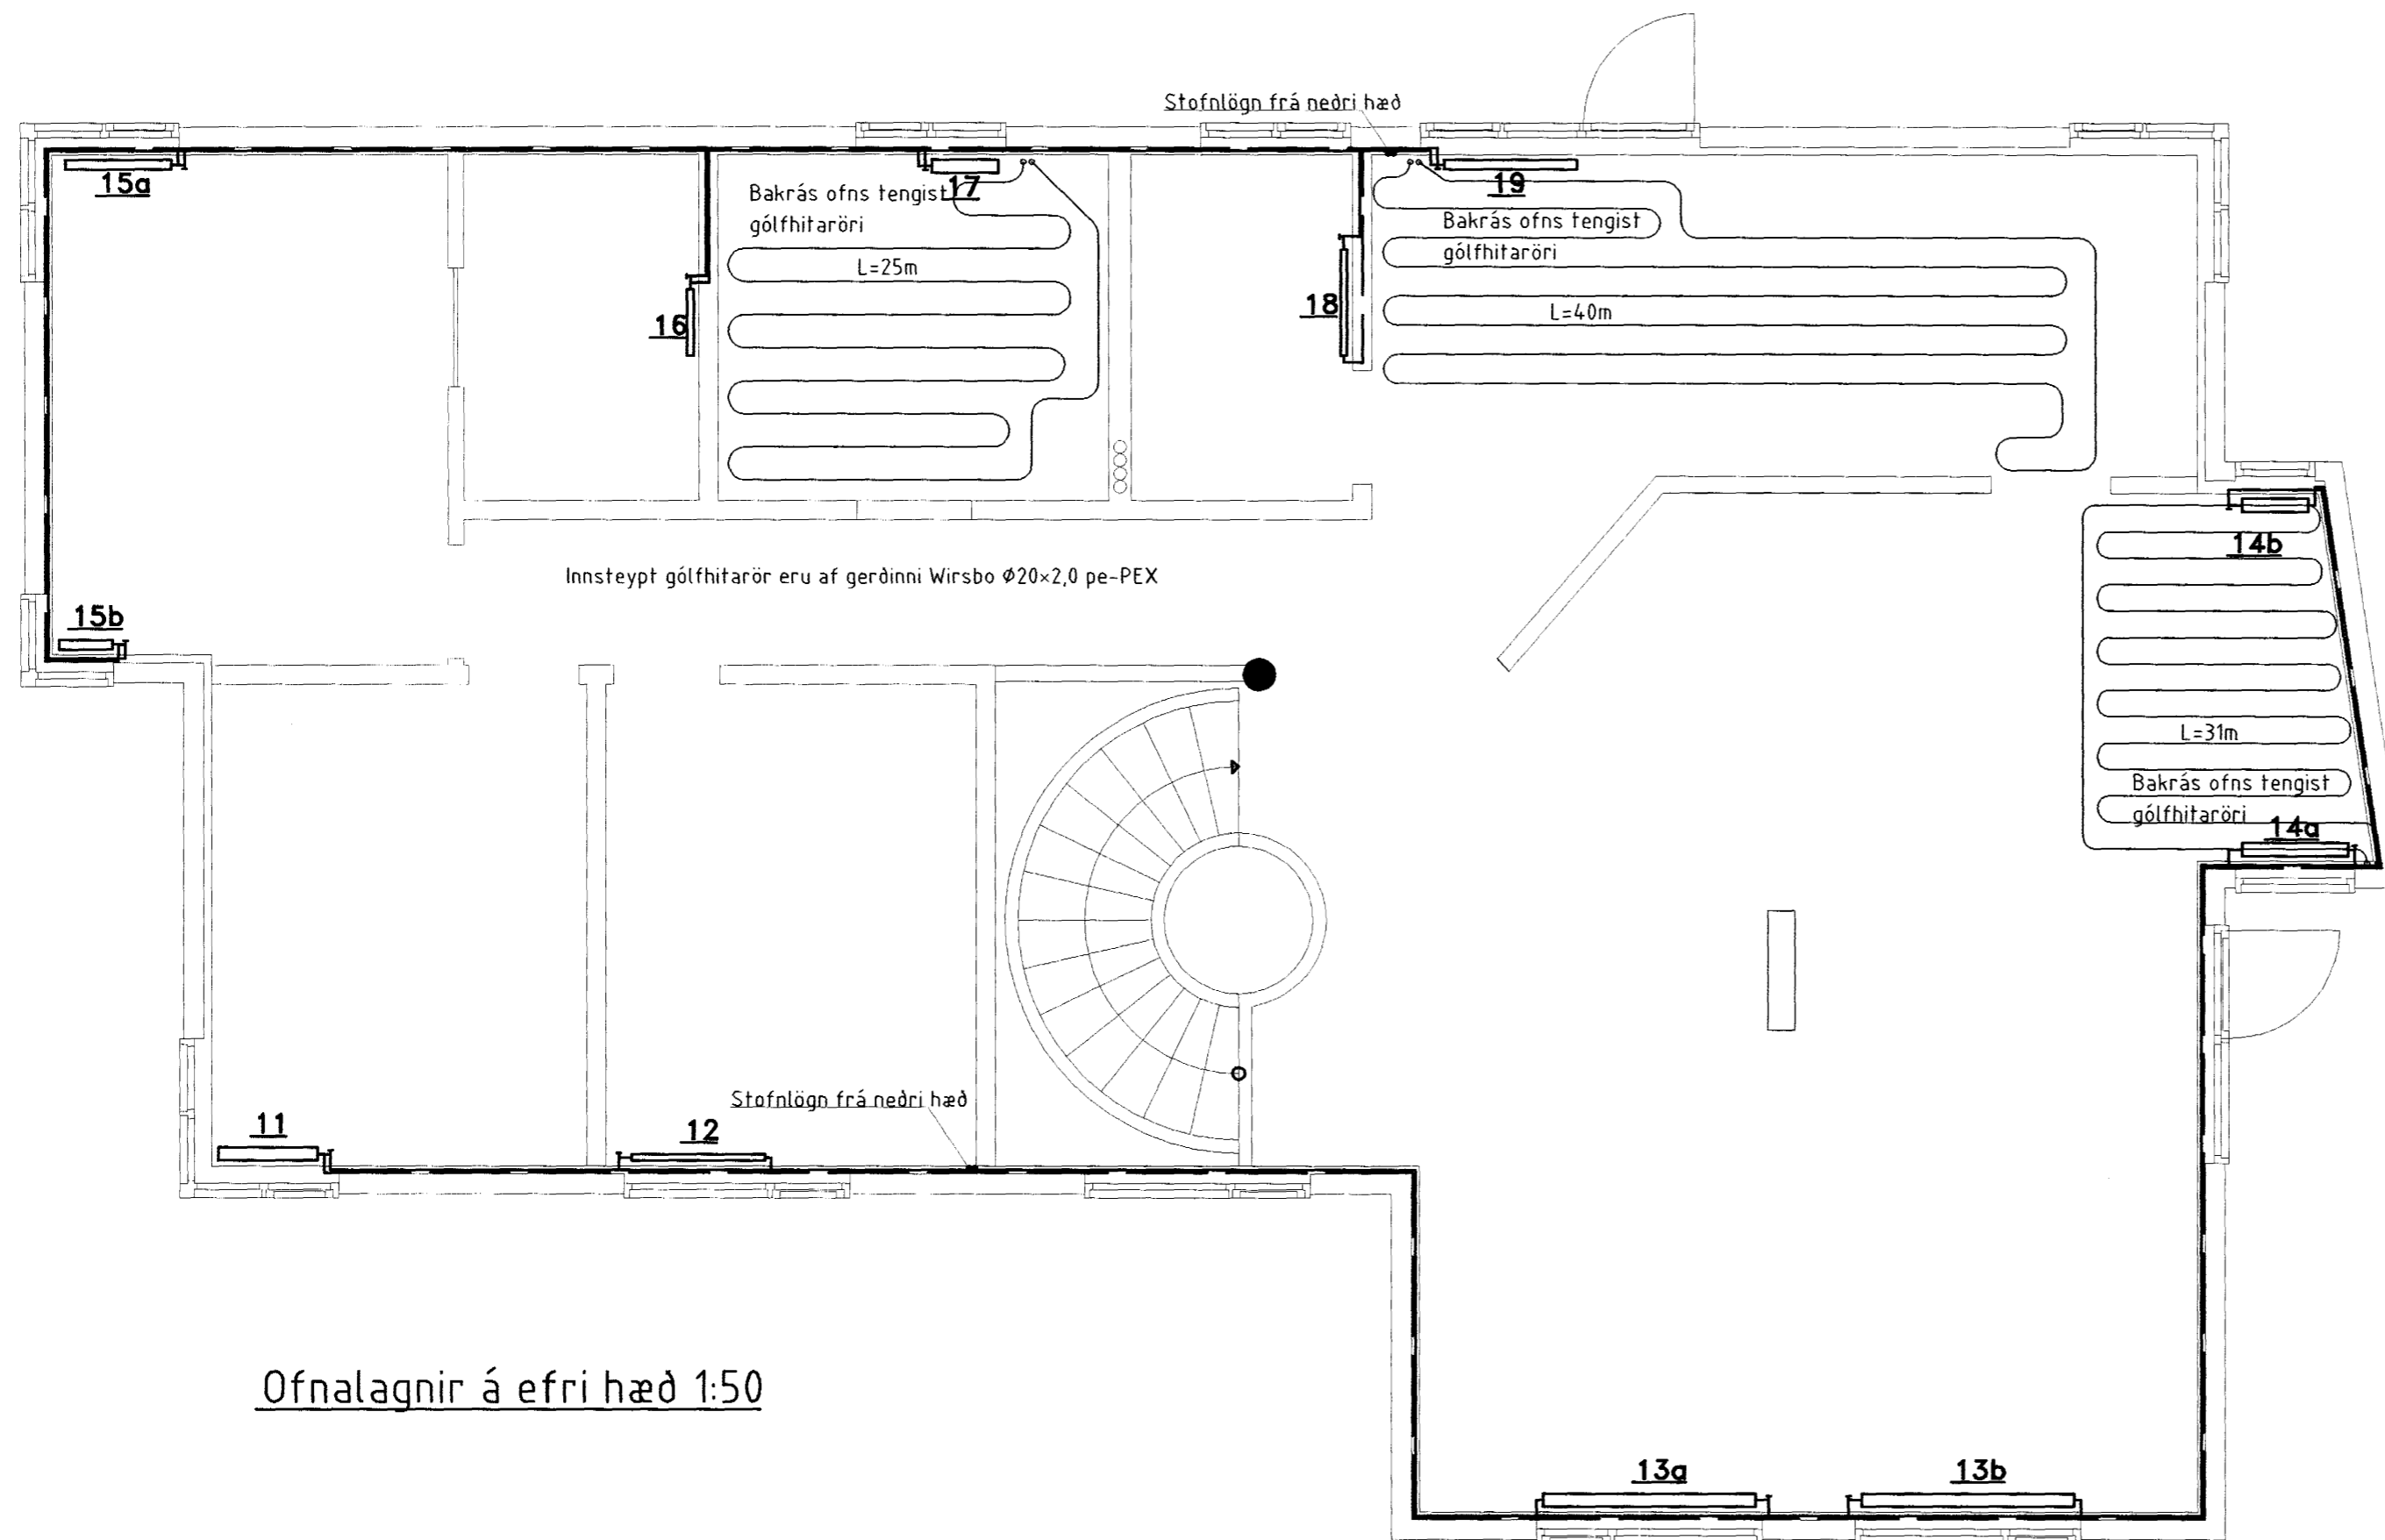 Stofnlögn frá neðri hæð
15a
17
19
Bakrás ofns tengist
gólfhitaröri
L=25m
Bakrás ofns tengist
gólfhitaröri
L=40m
16
18
14b
Innsteypt gólfhitarör eru af gerðinni Wirsbo Ø20×2,0 pe-PEX
15b
L=31m
Bakrás ofns tengist
gólfhitaröri
14a
Stofnlögn frá neðri hæð
11
12
Ofnalagnir á efri hæð 1:50
13a
13b